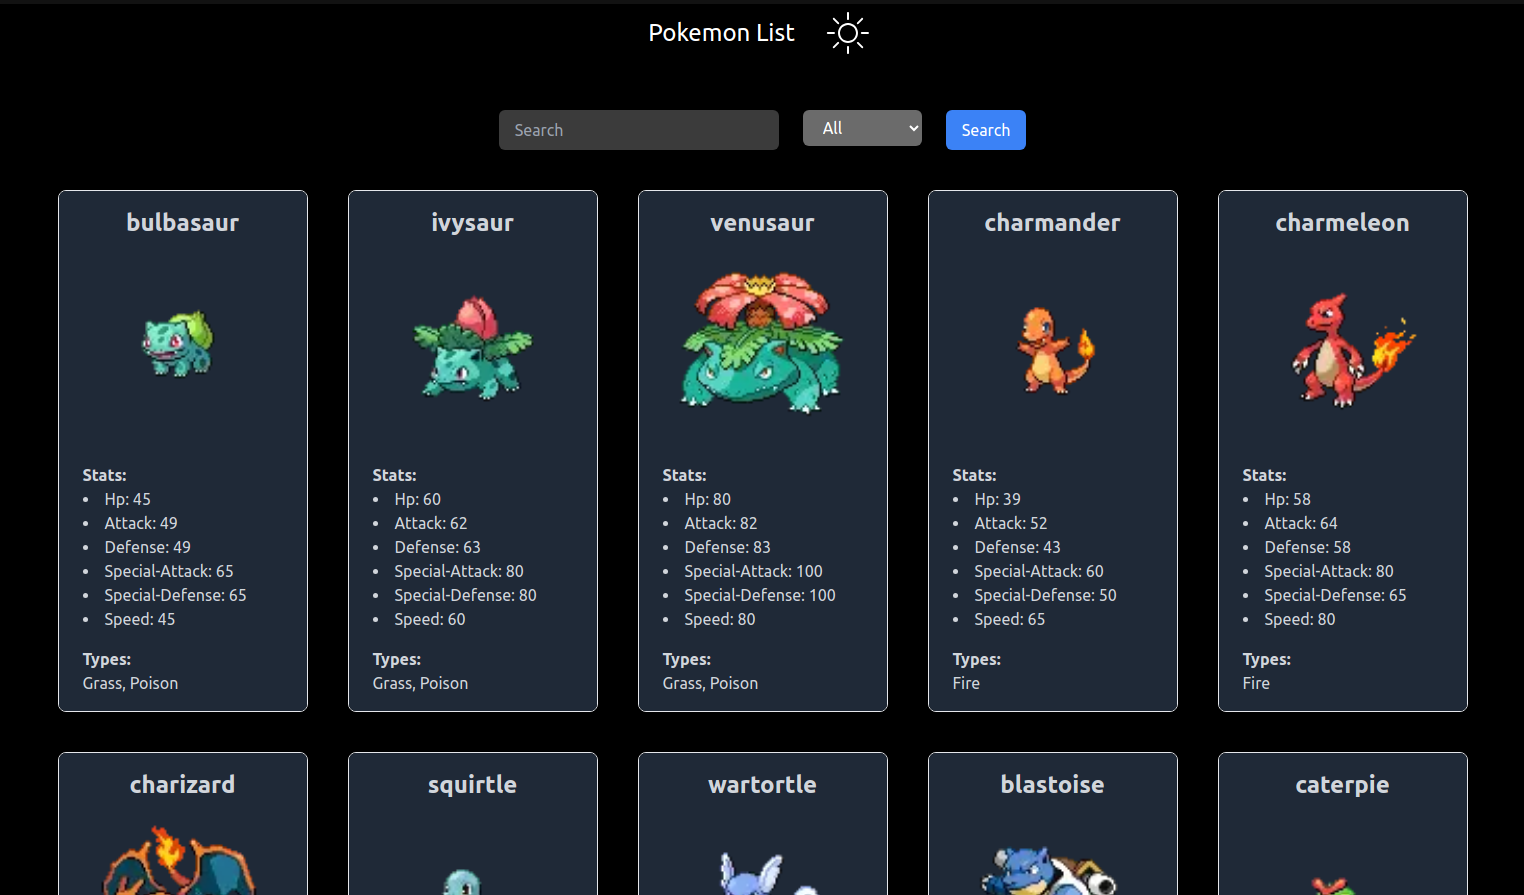 Pokemon List
Search
All
Search
bulbasaur
Stats:
Hp: 45
Attack: 49
Defense: 49
Special-Attack: 65
Special-Defense: 65
Speed: 45
Types:
Grass, Poison
ivysaur
Stats:
Hp: 60
Attack: 62
Defense: 63
Special-Attack: 80
Special-Defense: 80
Speed: 60
Types:
Grass, Poison
venusaur
Stats:
Hp: 80
Attack: 82
Defense: 83
Special-Attack: 100
Special-Defense: 100
Speed: 80
Types:
Grass, Poison
charmander
Stats:
Hp: 39
Attack: 52
Defense: 43
Special-Attack: 60
Special-Defense: 50
Speed: 65
Types:
Fire
charmeleon
Stats:
Hp: 58
Attack: 64
Defense: 58
Special-Attack: 80
Special-Defense: 65
Speed: 80
Types:
Fire
charizard
squirtle
wartortle
blastoise
caterpie